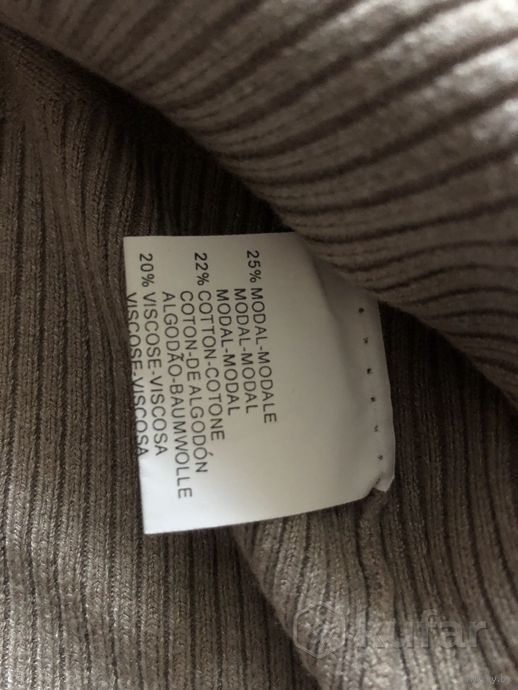 25% MODAL-MODALE
MODAL-MODAL
MODAL-MODAL
22% COTTON-COTONE
COTON-DE ALGODÓN
ALGODÃO-BAUMWOLLE
20% VISCOSE-VISCOSA
VISCOSE-VISCOSA
kufar